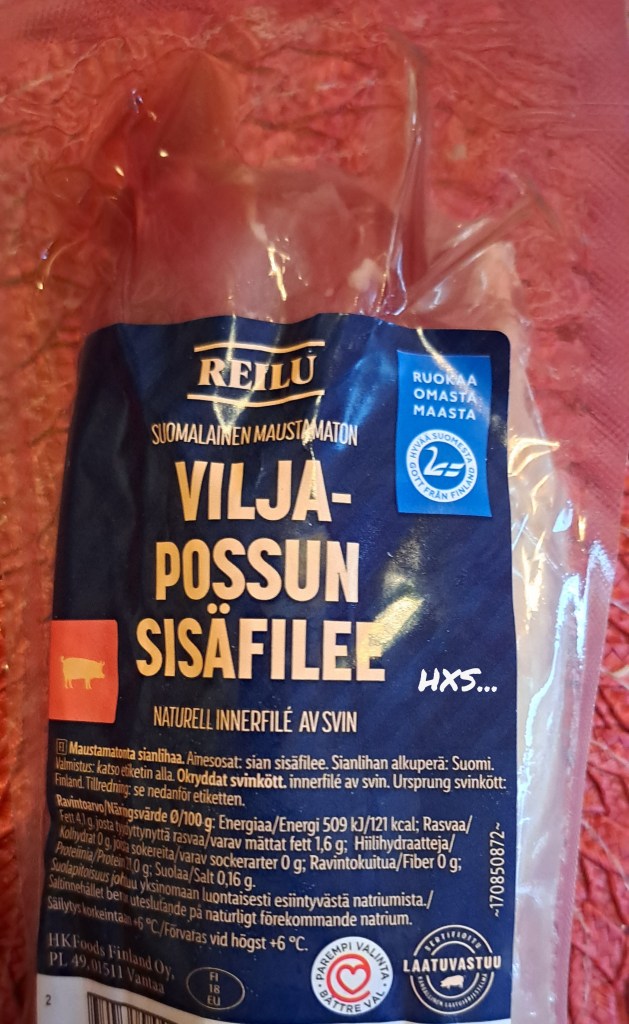 REILU
SUOMALAINEN MAUSTAMATON
VILJA-
POSSUN
SISÄFILEE
NATURELL INNERFILÉ AV SVIN
RUOKAA
OMASTA
MAASTA
HYVÄÄ SUOMESTA
GOTT FRÅN FINLAND
HXS...
FI Maustamatonta sianlihaa. Ainesosat: sian sisäfilee. Sianlihan alkuperä: Suomi.
Valmistus: katso etiketin alla. Okryddat svinkött. innerfilé av svin. Ursprung svinkött:
Finland. Tillredning: se nedanför etiketten.
Ravintoarvo/Näringsvärde Ø/100 g: Energiaa/Energi 509 kJ/121 kcal; Rasvaa/
Fett 4,1 g, josta tyydyttynyttä rasvaa/varav mättat fett 1,6 g; Hiilihydraatteja/
Kolhydrat 0 g, josta sokereita/varav sockerarter 0 g; Ravintokuitua/Fiber 0 g;
Proteiinia/Protein 21,0 g; Suolaa/Salt 0,16 g.
Suolapitoisuus johtuu yksinomaan luontaisesti esiintyvästä natriumista./
Saltinnehållet beror uteslutande på naturligt förekommande natrium.
Säilytys korkeintaan +6 °C/Förvaras vid högst +6 °C.
~170850872~
HKFoods Finland Oy,
PL 49, 01511 Vantaa
FI
18
EU
PAREMPI VALINTA
BÄTTRE VAL
SERTIFIOITU
LAATUVASTUU
KANSALLINEN LAATUJÄRJESTELMÄ
2